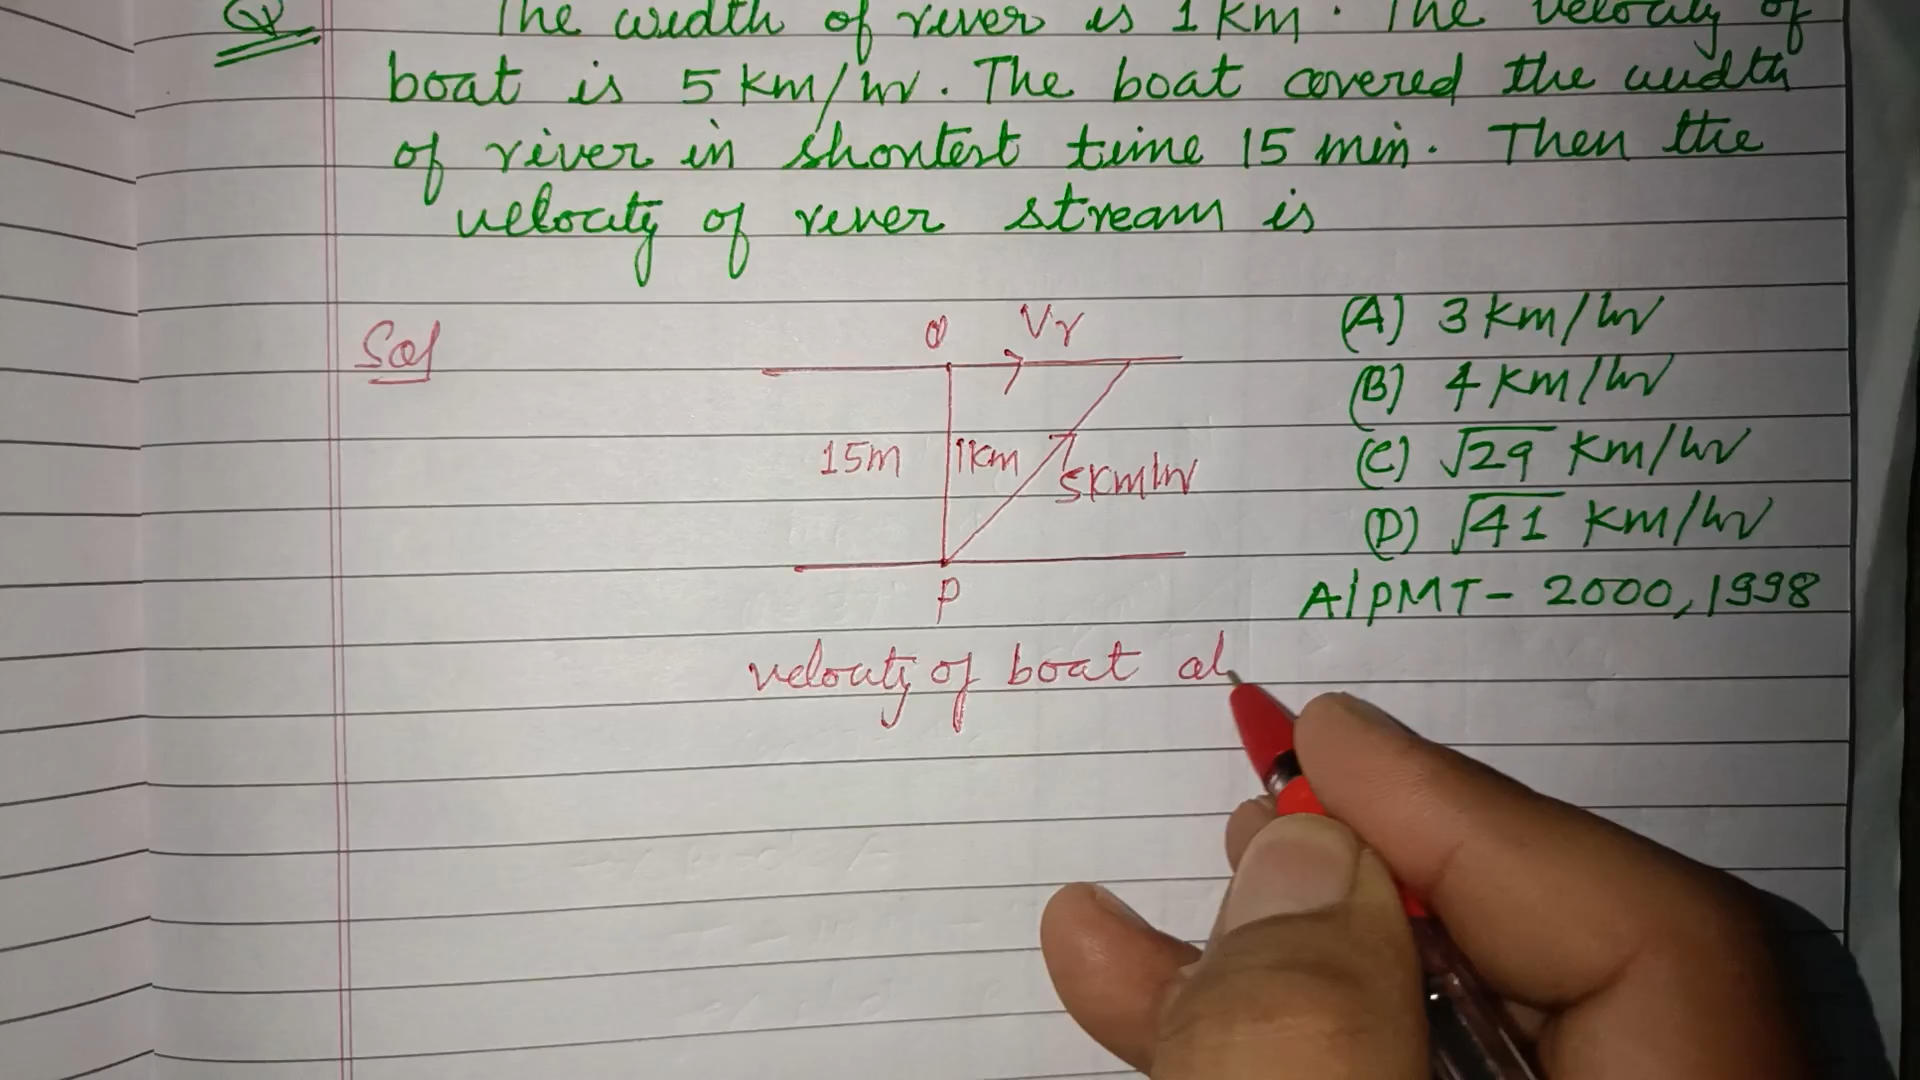 Q The width of river is 1 Km. The velocity of
boat is 5 Km/hr. The boat covered the width
of river in shortest time 15 min. Then the
velocity of river stream is
Sol
Q Vr
15m 1Km 5Km/hr
P
(A) 3 Km/hr
(B) 4 Km/hr
(C) √29 Km/hr
(D) √41 Km/hr
AIPMT- 2000, 1998
velocity of boat al